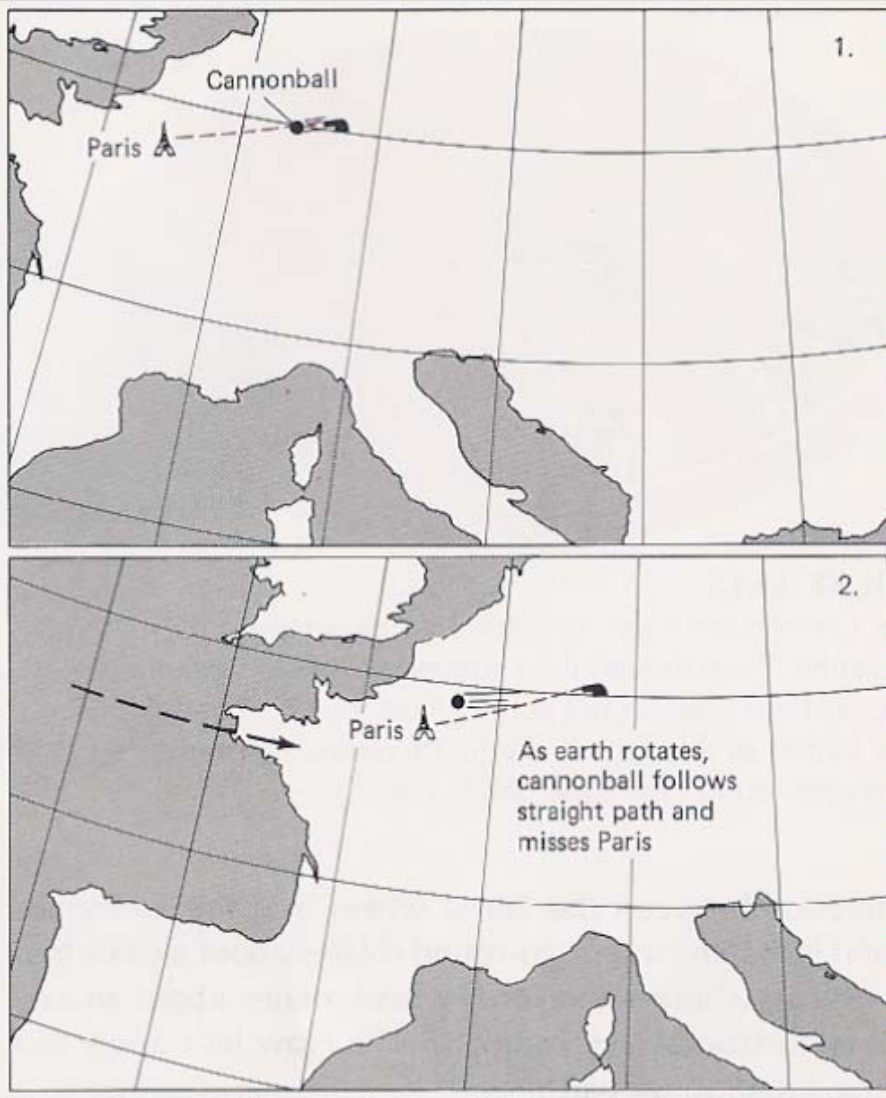 1.
Cannonball
Paris
2.
Paris
As earth rotates,
cannonball follows
straight path and
misses Paris